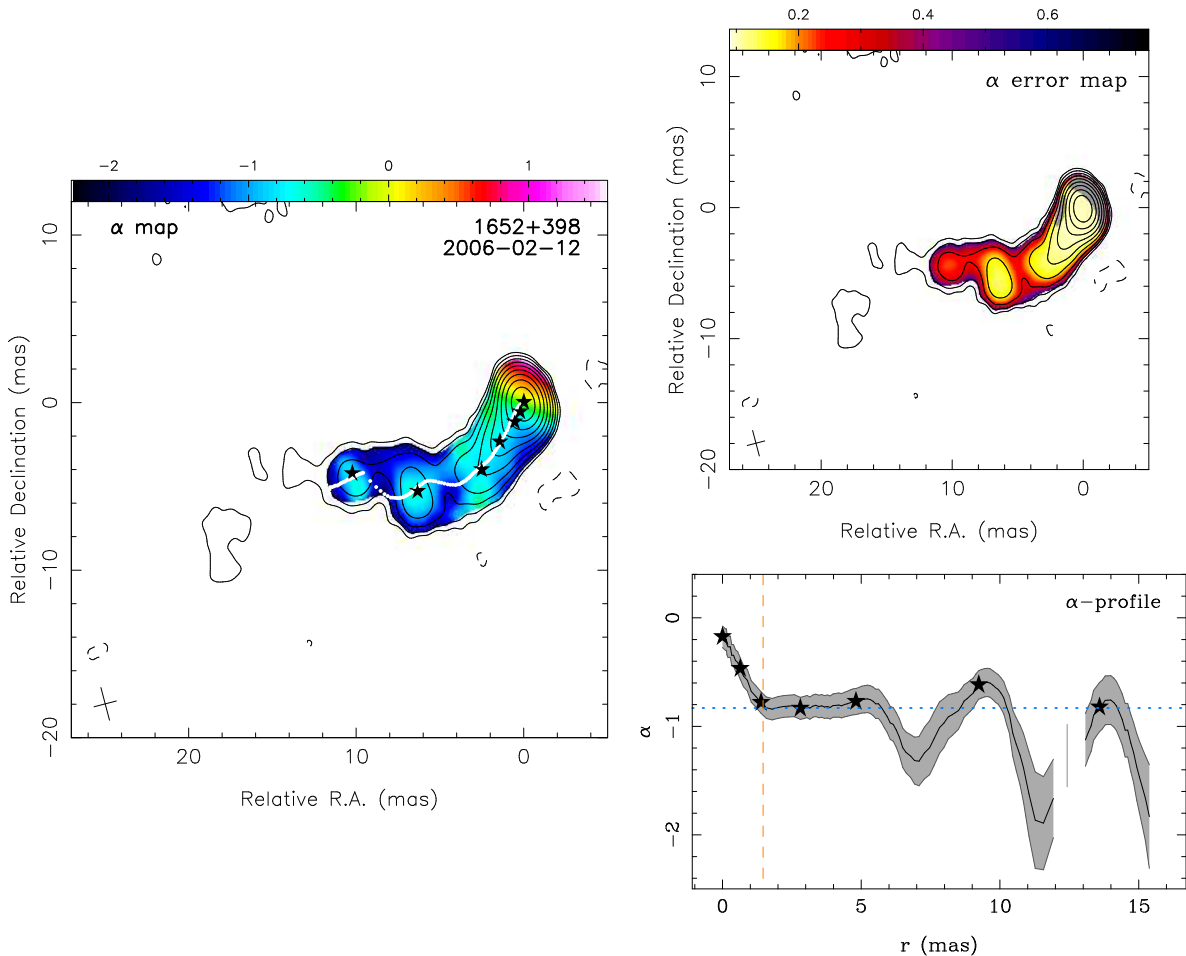 −2 −1 0 1
α map
1652+398
2006−02−12
10
0
−10
−20
Relative Declination (mas)
20 10 0
Relative R.A. (mas)
0.2 0.4 0.6
α error map
10
0
−10
−20
Relative Declination (mas)
20 10 0
Relative R.A. (mas)
α−profile
0
−1
−2
α
0 5 10 15
r (mas)